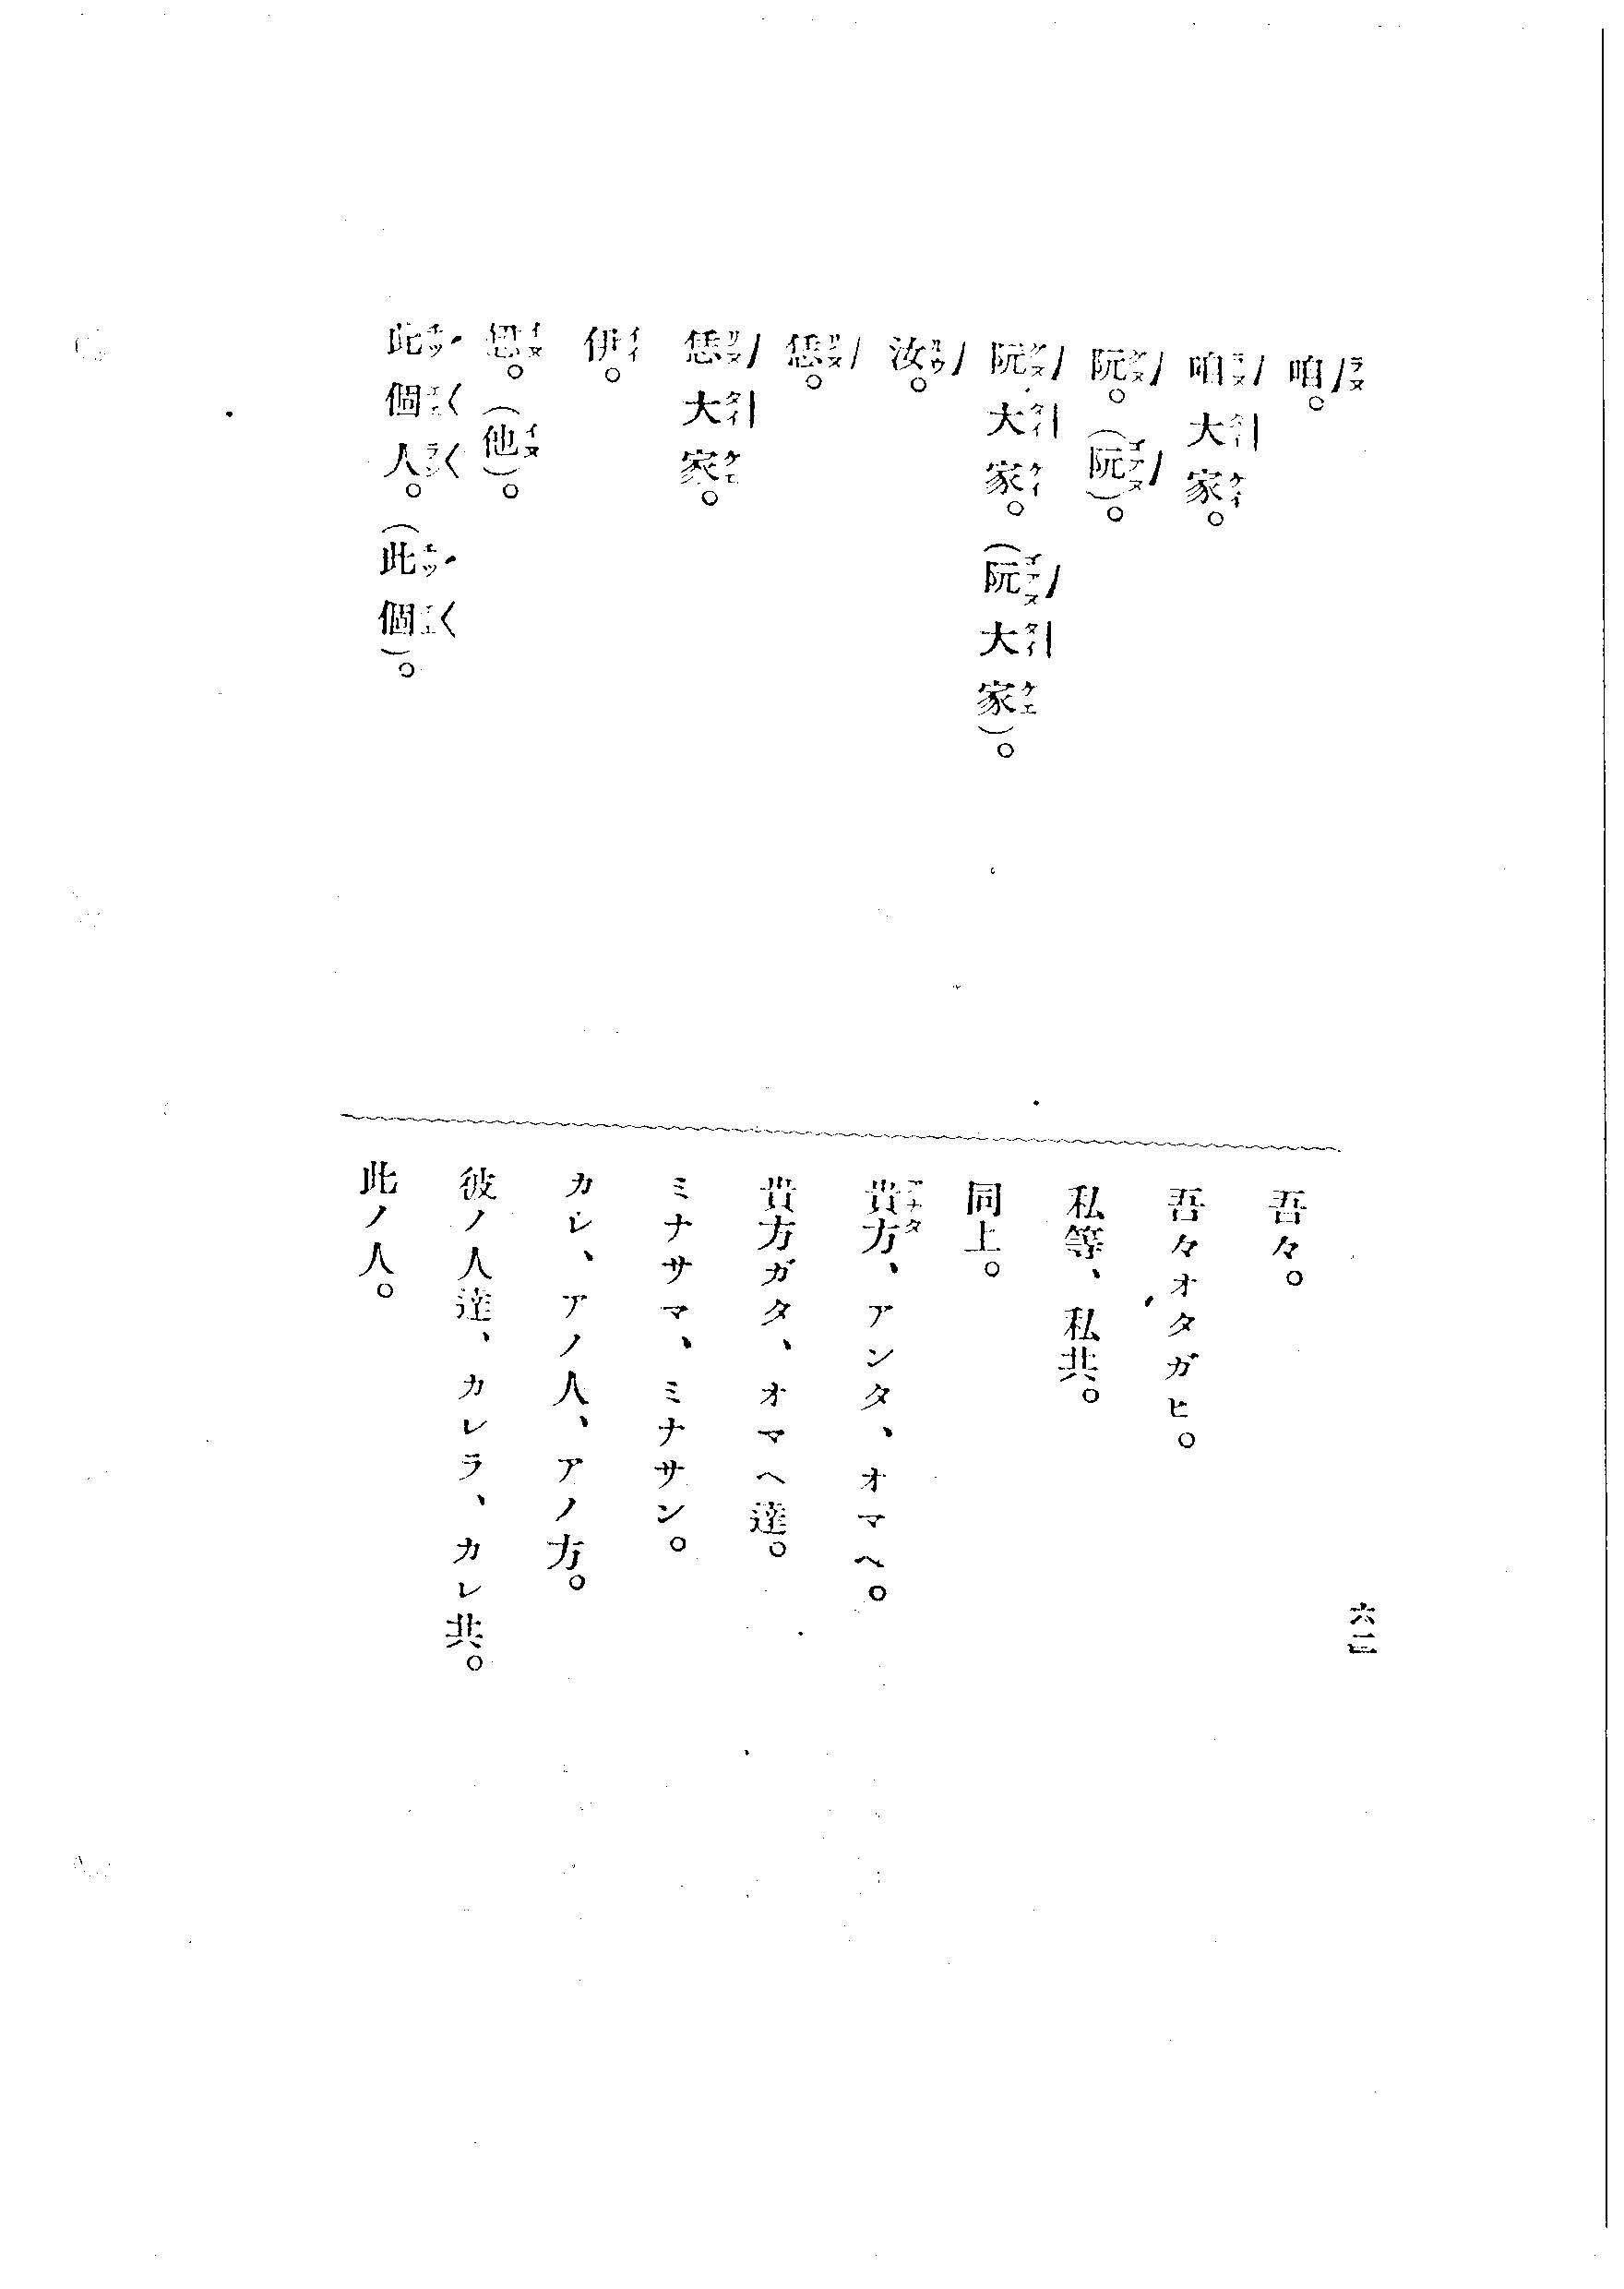 咱。
咱大家。
阮。（阮）。
阮大家。（阮大家）。
汝。
恁。
恁大家。
伊。
𪜶。（他）。
此個人。（此個）。
吾々。
吾々オタガヒ。
私等、私共。
同上。
貴方、アンタ、オマヘ。
貴方ガタ、オマヘ達。
ミナサマ、ミナサン。
カレ、アノ人、アノ方。
彼ノ人達、カレラ、カレ共。
此ノ人。